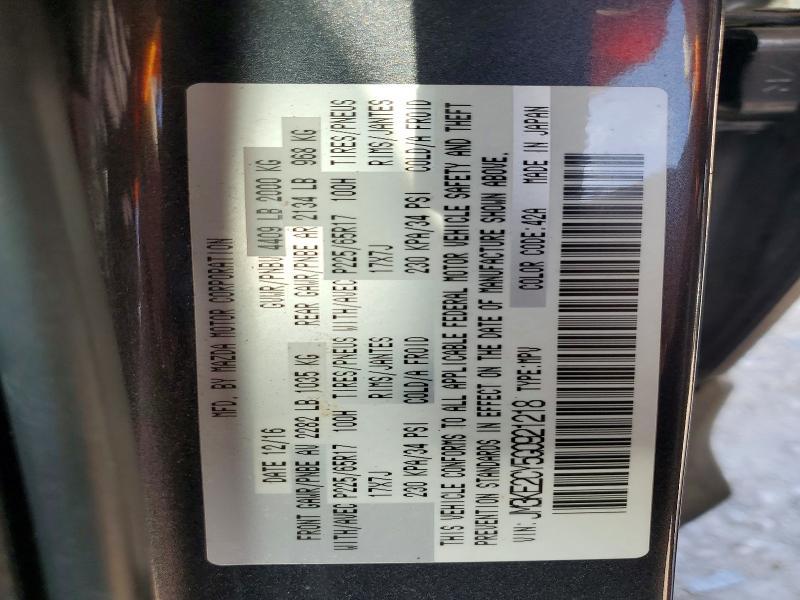 MFD. BY MAZDA MOTOR CORPORATION
DATE 12/16 GVWR/PNBV 4409 LB 2000 KG
FRONT GAWR/PNBE AV 2282 LB 1035 KG REAR GAWR/PNBE AR 2134 LB 968 KG
WITH/AVEC P225/65R17 100H TIRES/PNEUS WITH/AVEC P225/65R17 100H TIRES/PNEUS
17X7J RIMS/JANTES 17X7J RIMS/JANTES
230 KPA/34 PSI COLD/A FROID 230 KPA/34 PSI COLD/A FROID
THIS VEHICLE CONFORMS TO ALL APPLICABLE FEDERAL MOTOR VEHICLE SAFETY AND THEFT
PREVENTION STANDARDS IN EFFECT ON THE DATE OF MANUFACTURE SHOWN ABOVE.
VIN: TYPE:MPV COLOR CODE:42A MADE IN JAPAN